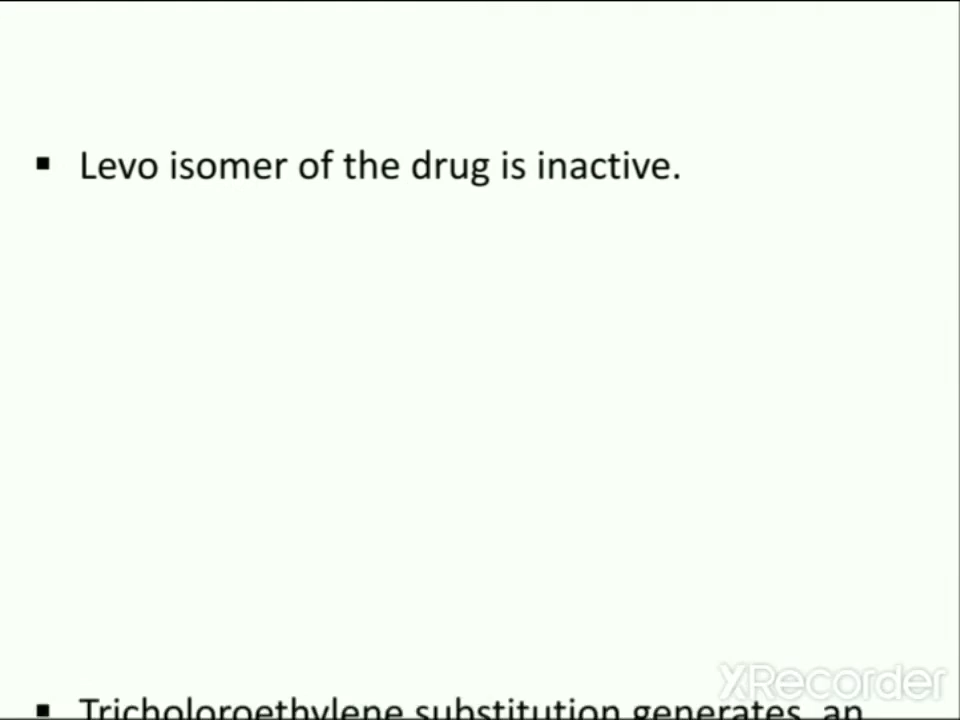 ▪ Levo isomer of the drug is inactive.
XRecorder
▪ Tricholoroethylene substitution generates an